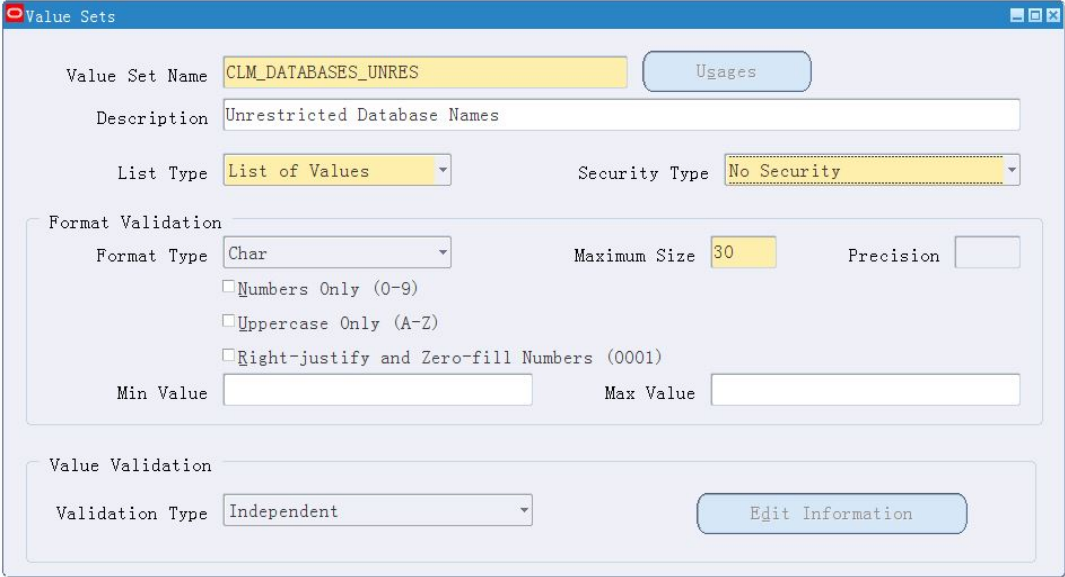 Value Sets
Value Set Name CLM_DATABASES_UNRES Usages
Description Unrestricted Database Names
List Type List of Values Security Type No Security
Format Validation
Format Type Char Maximum Size 30 Precision
Numbers Only (0-9)
Uppercase Only (A-Z)
Right-justify and Zero-fill Numbers (0001)
Min Value Max Value
Value Validation
Validation Type Independent Edit Information